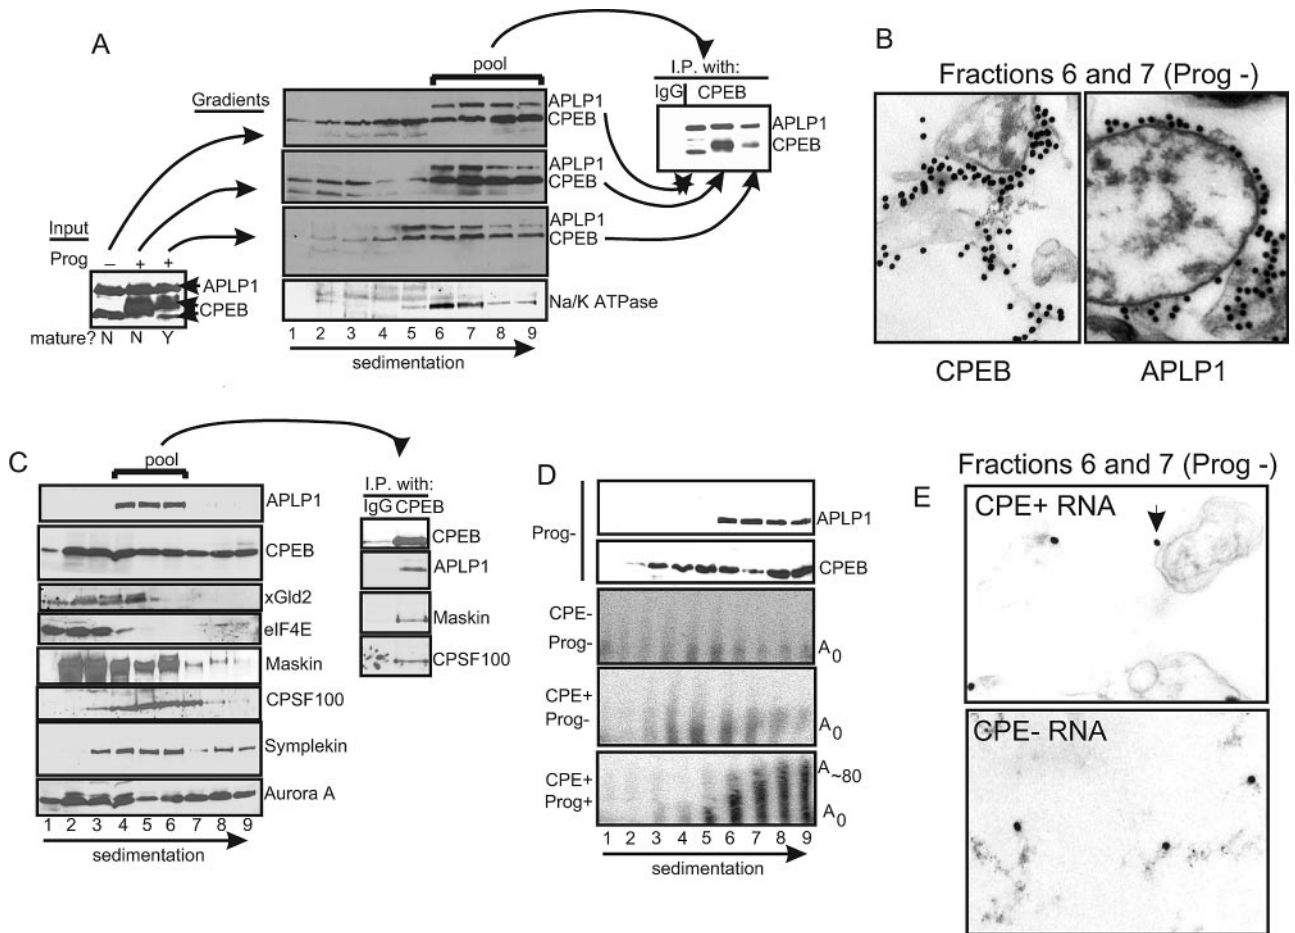 A
pool
Gradients
APLP1
CPEB
APLP1
CPEB
APLP1
CPEB
Na/K ATPase
1 2 3 4 5 6 7 8 9
sedimentation
Input
Prog − + +
APLP1
CPEB
mature? N N Y
I.P. with:
IgG CPEB
APLP1
CPEB
B
Fractions 6 and 7 (Prog -)
CPEB APLP1
C
pool
APLP1
CPEB
xGld2
eIF4E
Maskin
CPSF100
Symplekin
Aurora A
1 2 3 4 5 6 7 8 9
sedimentation
I.P. with:
IgG CPEB
CPEB
APLP1
Maskin
CPSF100
D
Prog-
APLP1
CPEB
CPE-
Prog-
A0
CPE+
Prog-
A0
CPE+
Prog+
A~80
A0
1 2 3 4 5 6 7 8 9
sedimentation
E
Fractions 6 and 7 (Prog -)
CPE+ RNA
CPE- RNA